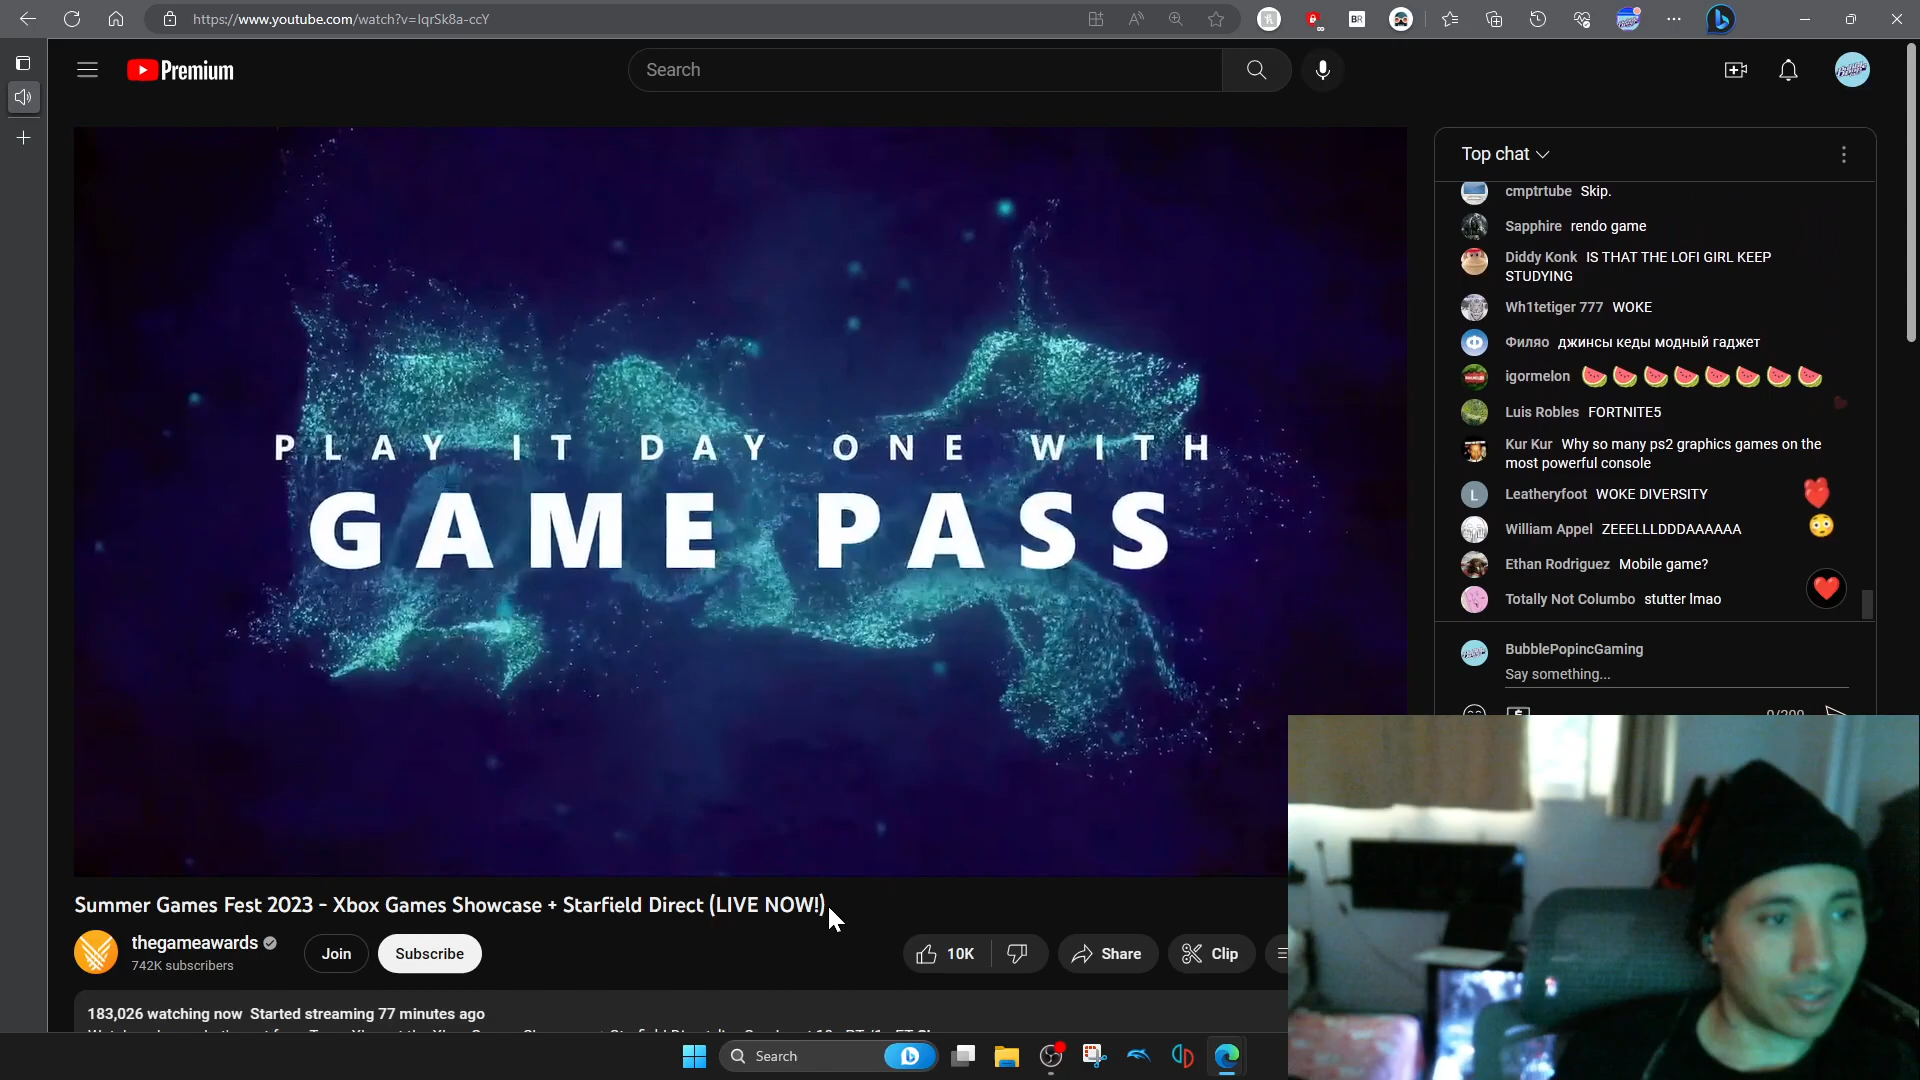 https://www.youtube.com/watch?v=IqrSk8a-ccY
Premium
Search
Top chat
cmptrtube Skip.
Sapphire rendo game
Diddy Konk IS THAT THE LOFI GIRL KEEP
STUDYING
Wh1tetiger 777 WOKE
Филяо джинсы кеды модный гаджет
igormelon 🍉🍉🍉🍉🍉🍉🍉🍉
Luis Robles FORTNITE5
Kur Kur Why so many ps2 graphics games on the
most powerful console
Leatheryfoot WOKE DIVERSITY
William Appel ZEEELLLDDDAAAAAA
Ethan Rodriguez Mobile game?
Totally Not Columbo stutter lmao
BubblePopincGaming
Say something...
0/200
PLAY IT DAY ONE WITH
GAME PASS
Summer Games Fest 2023 - Xbox Games Showcase + Starfield Direct (LIVE NOW!)
thegameawards
742K subscribers
Join
Subscribe
10K
Share
Clip
183,026 watching now Started streaming 77 minutes ago
Search